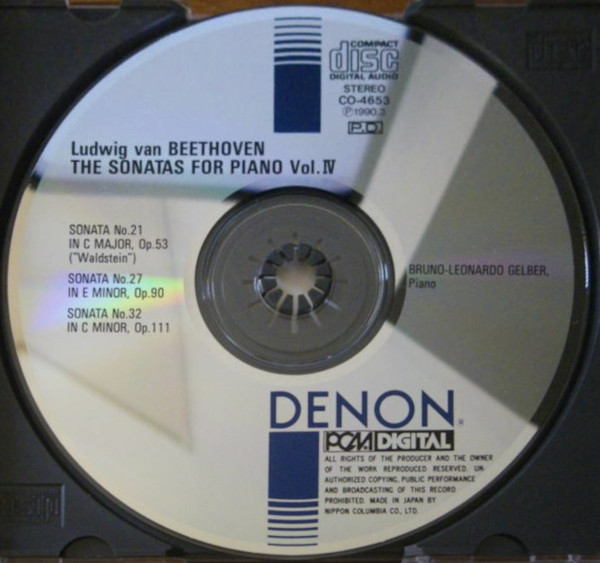 COMPACT
disc
DIGITAL AUDIO
STEREO
CO-4653
Ⓟ1990.3
P.D
Ludwig van BEETHOVEN
THE SONATAS FOR PIANO Vol.Ⅳ
SONATA No.21
IN C MAJOR, Op.53
("Waldstein")
SONATA No.27
IN E MINOR, Op.90
SONATA No.32
IN C MINOR, Op.111
BRUNO-LEONARDO GELBER,
Piano
DENON®
PCM DIGITAL
ALL RIGHTS OF THE PRODUCER AND THE OWNER
OF THE WORK REPRODUCED RESERVED. UN-
AUTHORIZED COPYING, PUBLIC PERFORMANCE
AND BROADCASTING OF THIS RECORD
PROHIBITED. MADE IN JAPAN BY
NIPPON COLUMBIA CO., LTD.